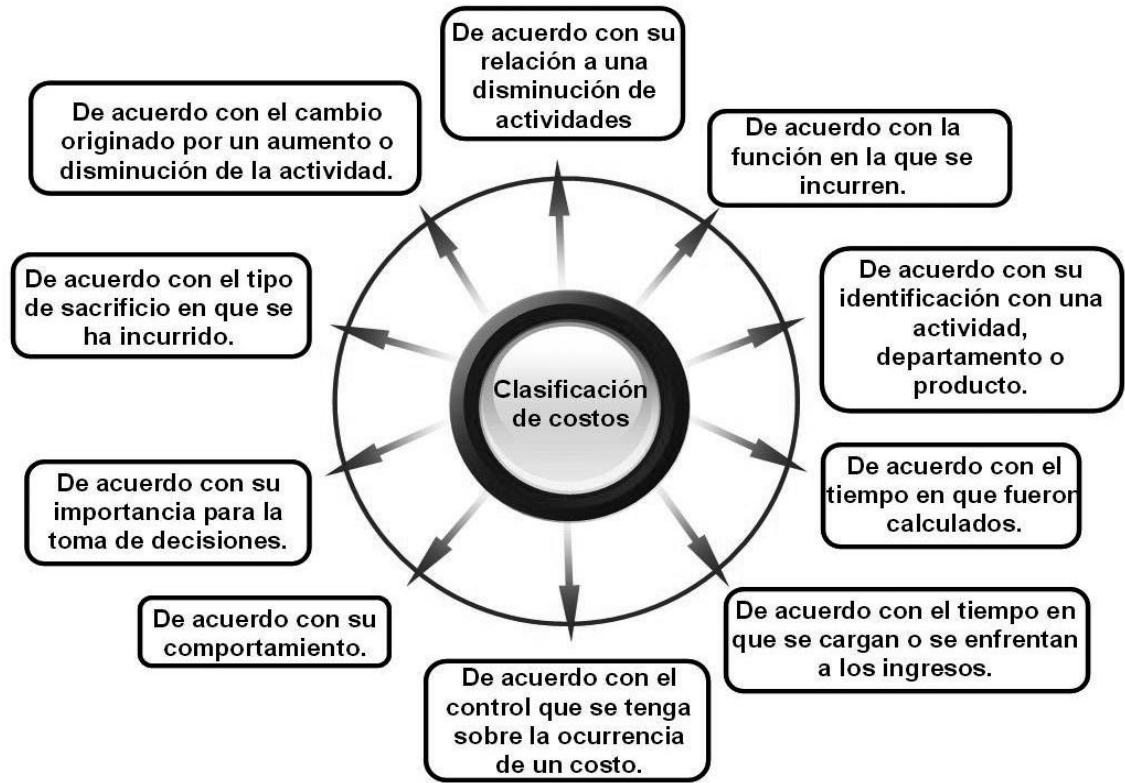 De acuerdo con su
relación a una
disminución de
actividades
De acuerdo con la
función en la que se
incurren.
De acuerdo con su
identificación con una
actividad,
departamento o
producto.
De acuerdo con el
tiempo en que fueron
calculados.
De acuerdo con el tiempo en
que se cargan o se enfrentan
a los ingresos.
De acuerdo con el
control que se tenga
sobre la ocurrencia
de un costo.
De acuerdo con su
comportamiento.
De acuerdo con su
importancia para la
toma de decisiones.
De acuerdo con el tipo
de sacrificio en que se
ha incurrido.
De acuerdo con el cambio
originado por un aumento o
disminución de la actividad.
Clasificación
de costos